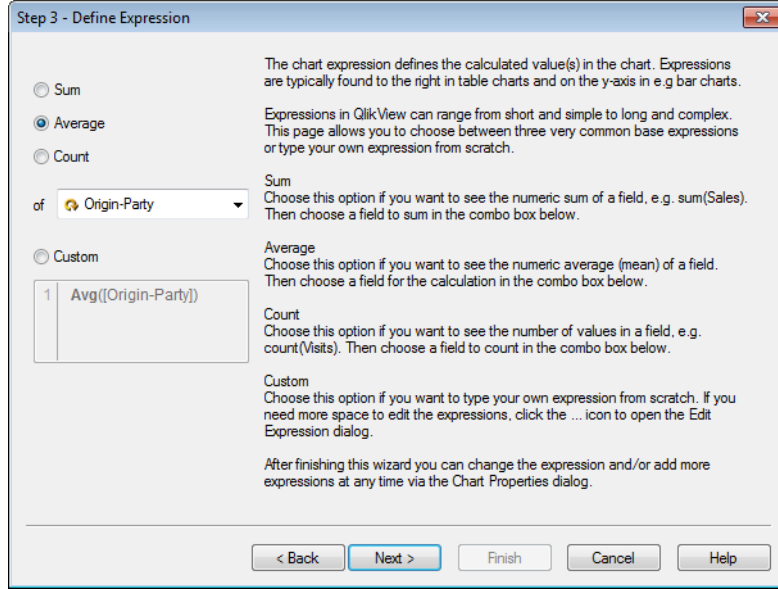 Step 3 - Define Expression
Sum
Average
Count
of Origin-Party
Custom
1 Avg([Origin-Party])
The chart expression defines the calculated value(s) in the chart. Expressions
are typically found to the right in table charts and on the y-axis in e.g bar charts.
Expressions in QlikView can range from short and simple to long and complex.
This page allows you to choose between three very common base expressions
or type your own expression from scratch.
Sum
Choose this option if you want to see the numeric sum of a field, e.g. sum(Sales).
Then choose a field to sum in the combo box below.
Average
Choose this option if you want to see the numeric average (mean) of a field.
Then choose a field for the calculation in the combo box below.
Count
Choose this option if you want to see the number of values in a field, e.g.
count(Visits). Then choose a field to count in the combo box below.
Custom
Choose this option if you want to type your own expression from scratch. If you
need more space to edit the expressions, click the ... icon to open the Edit
Expression dialog.
After finishing this wizard you can change the expression and/or add more
expressions at any time via the Chart Properties dialog.
< Back Next > Finish Cancel Help